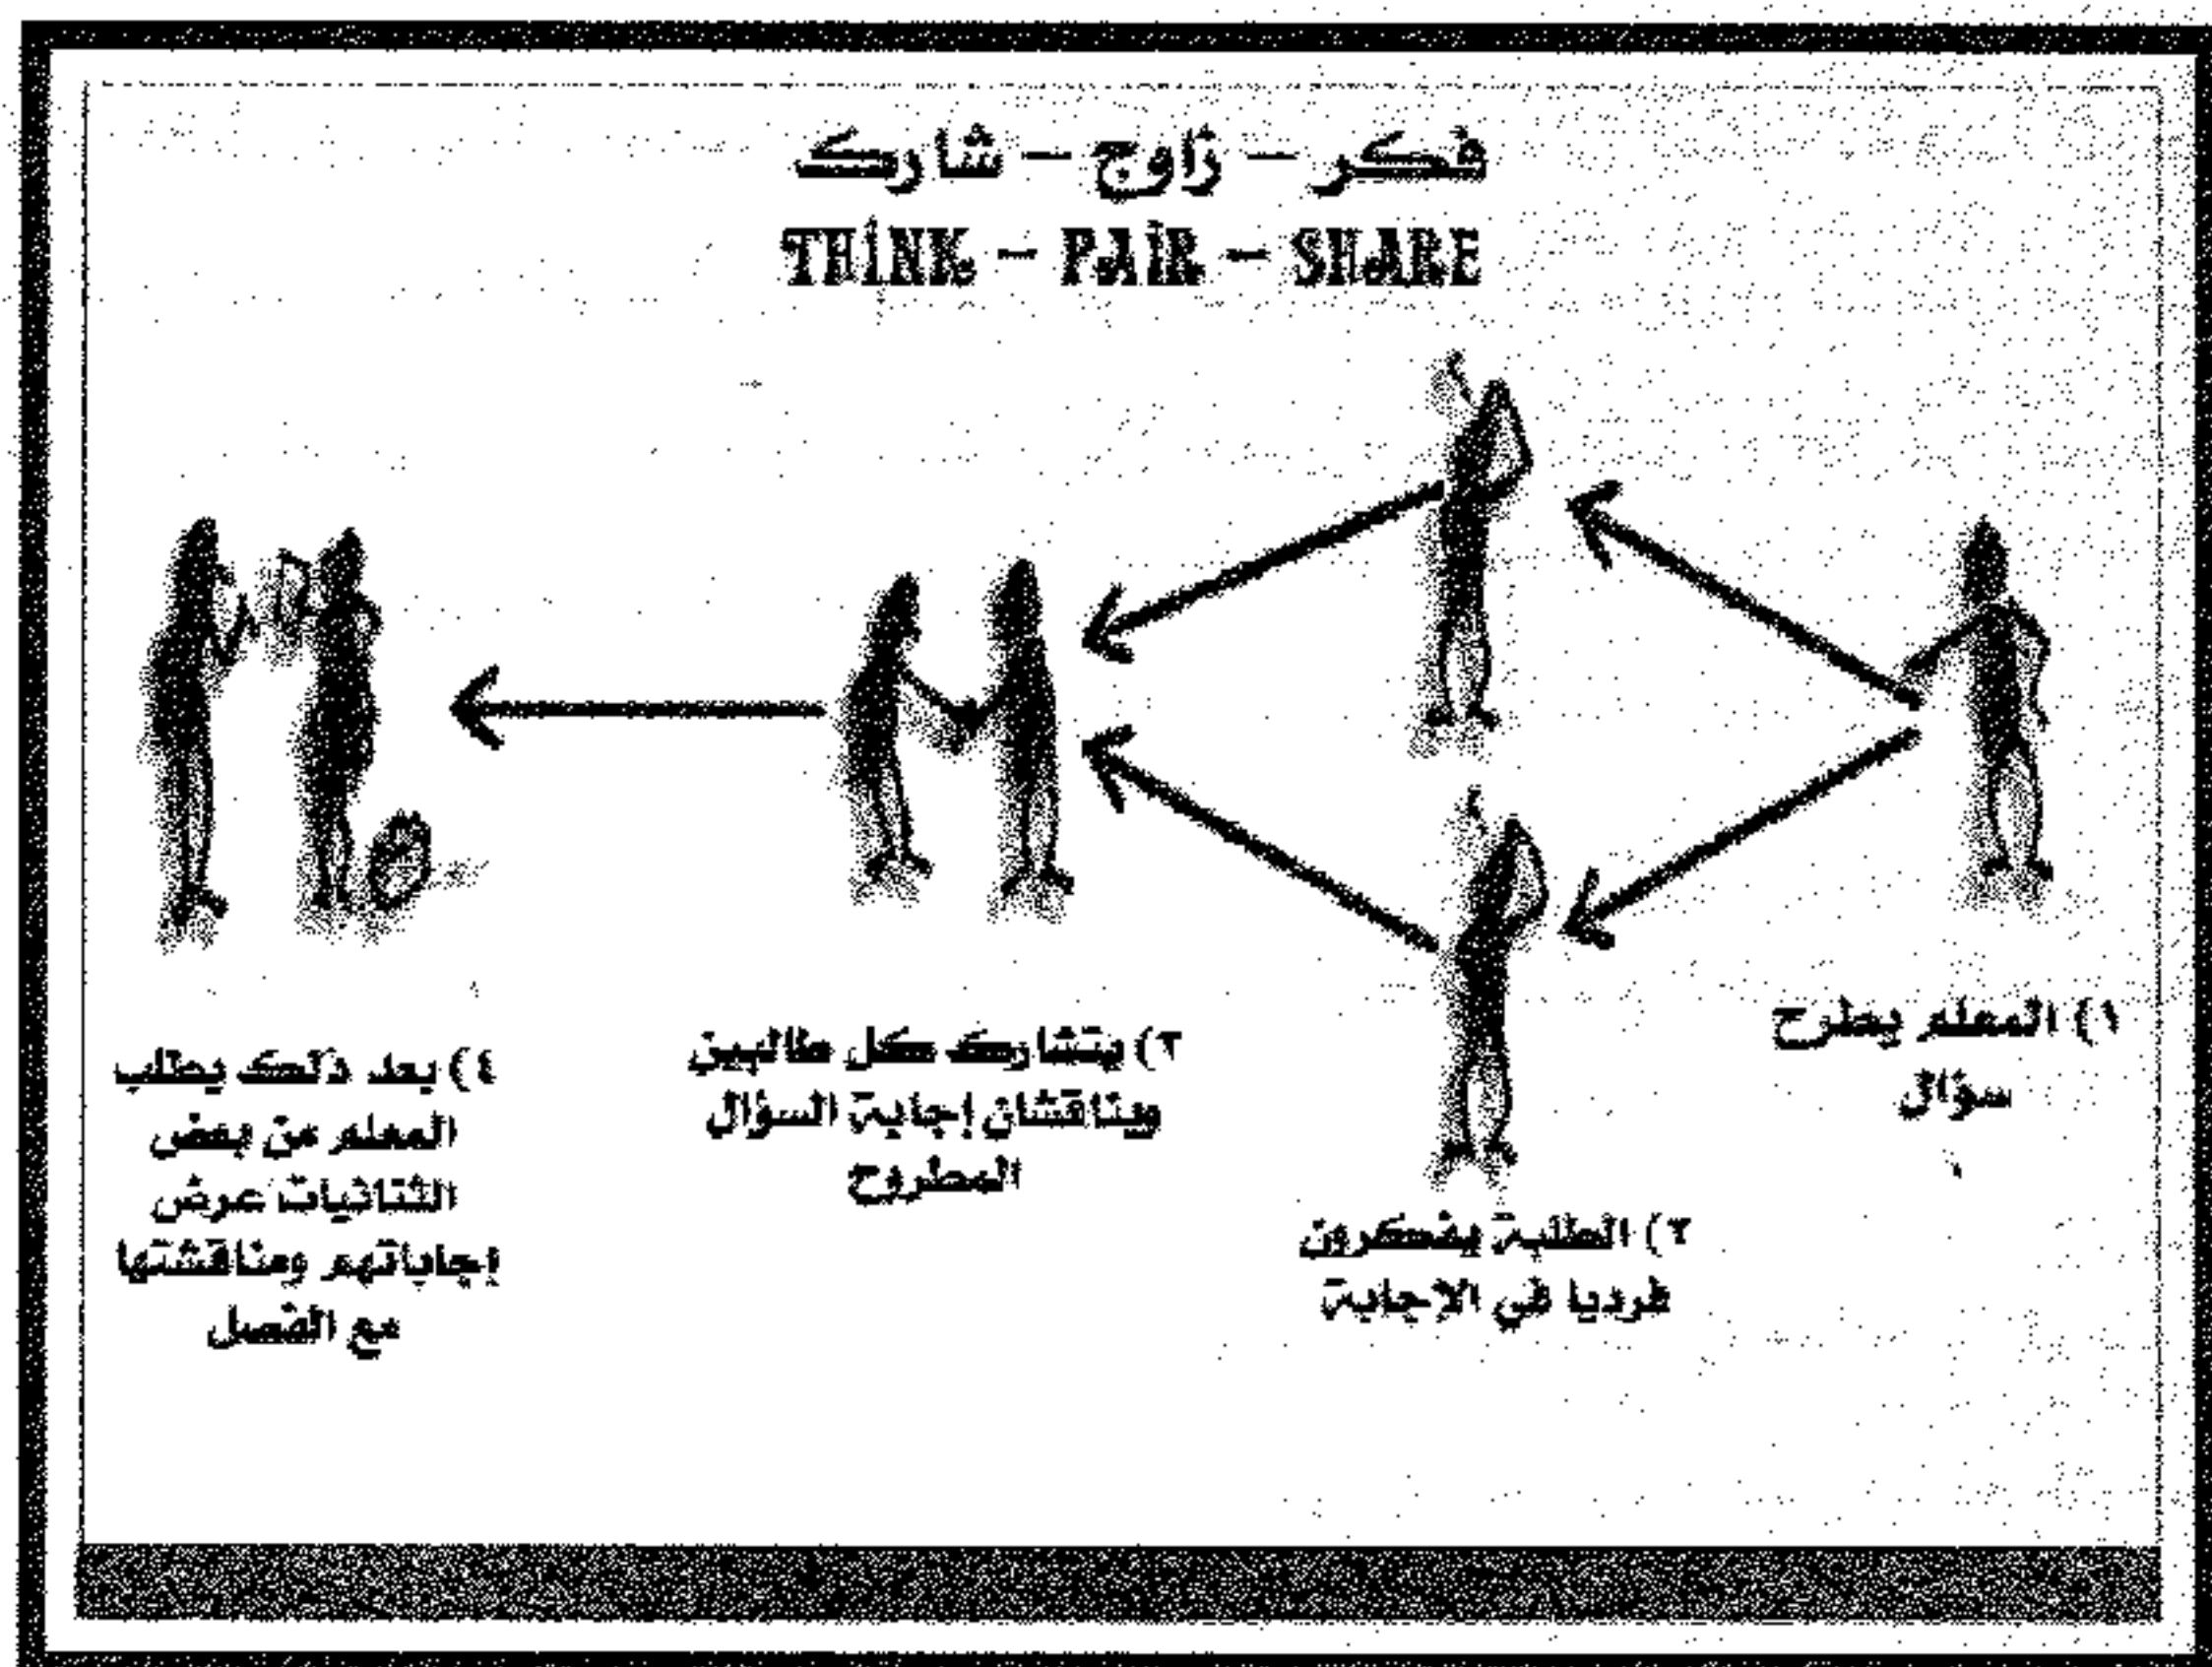 فكر – زاوج – شارك
THINK – PAIR – SHARE
١) المعلم يطرح
سؤال
٢) الطلبة يفكرون
فرديا في الاجابة
٣) يتشارك كل طالبين
ويناقشان إجابة السؤال
المطروح
٤) بعد ذلك يطلب
المعلم من بعض
الثنائيات عرض
إجاباتهم ومناقشتها
مع الفصل